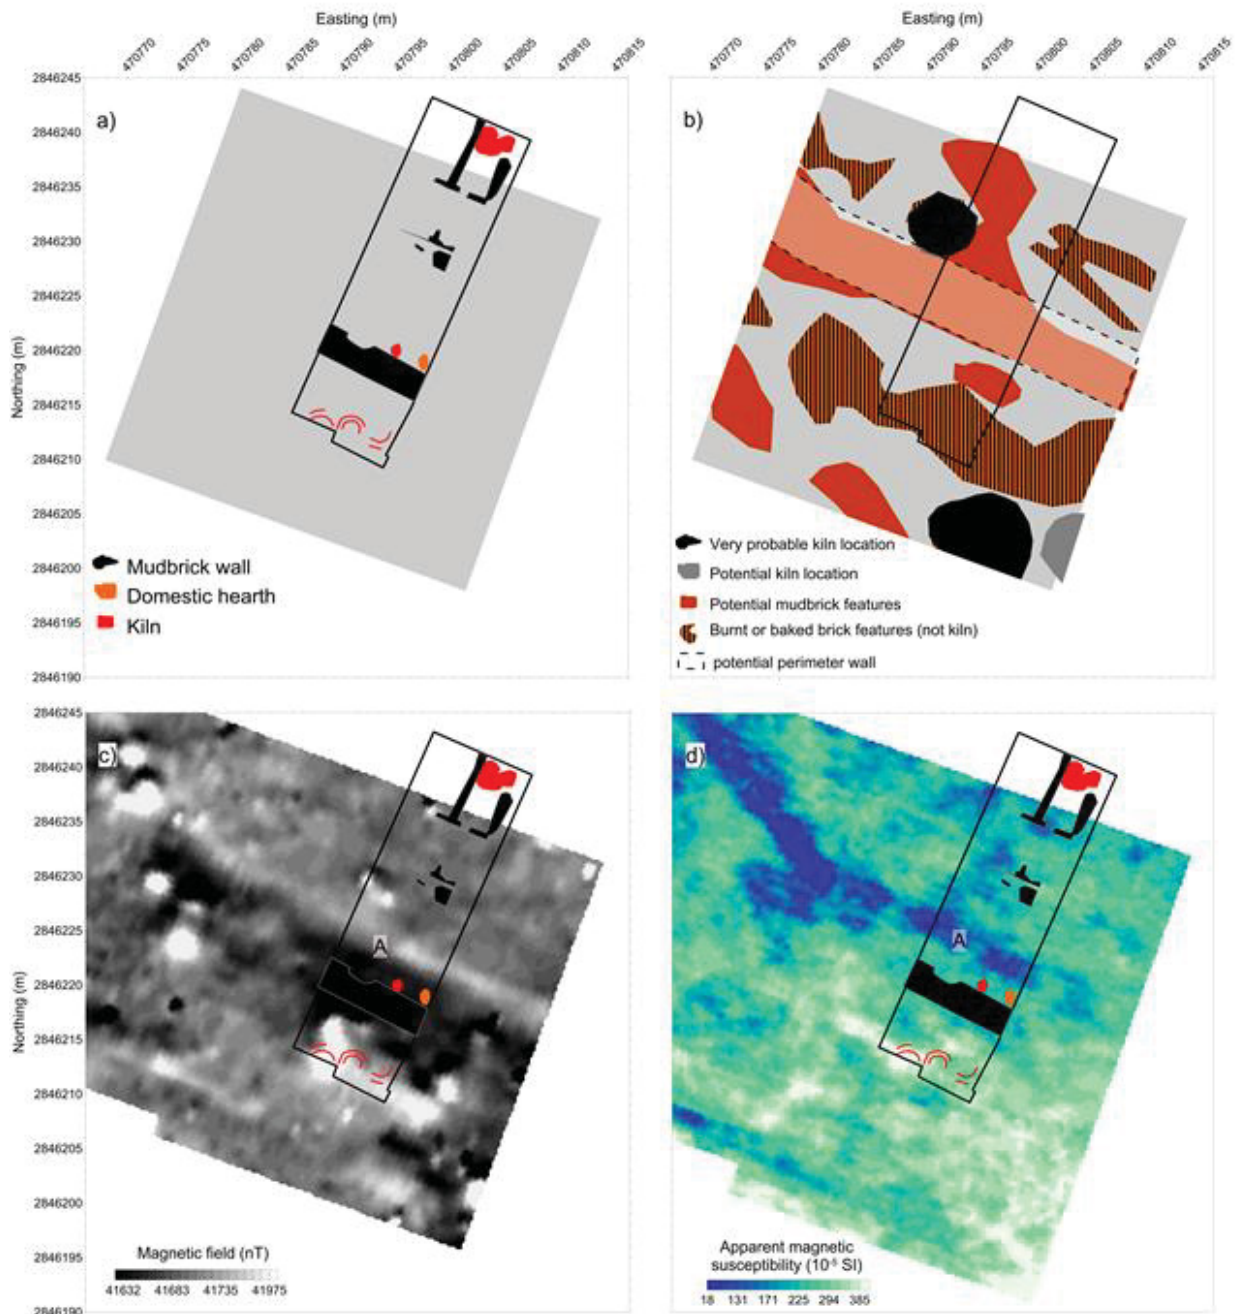 Easting (m)
Easting (m)
470770 470775 470780 470785 470790 470795 470800 470805 470810 470815
470770 470775 470780 470785 470790 470795 470800 470805 470810 470815
2846245
a)
b)
2846240
2846235
2846230
2846225
2846220
Northing (m)
2846215
2846210
2846205
2846200
2846195
2846190
Mudbrick wall
Domestic hearth
Kiln
Very probable kiln location
Potential kiln location
Potential mudbrick features
Burnt or baked brick features (not kiln)
potential perimeter wall
2846245
c)
d)
2846240
2846235
2846230
2846225
A
A
2846220
Northing (m)
2846215
2846210
2846205
2846200
2846195
2846190
Magnetic field (nT)
41632 41683 41735 41975
Apparent magnetic
susceptibility (10⁻⁵ SI)
18 131 171 225 294 385